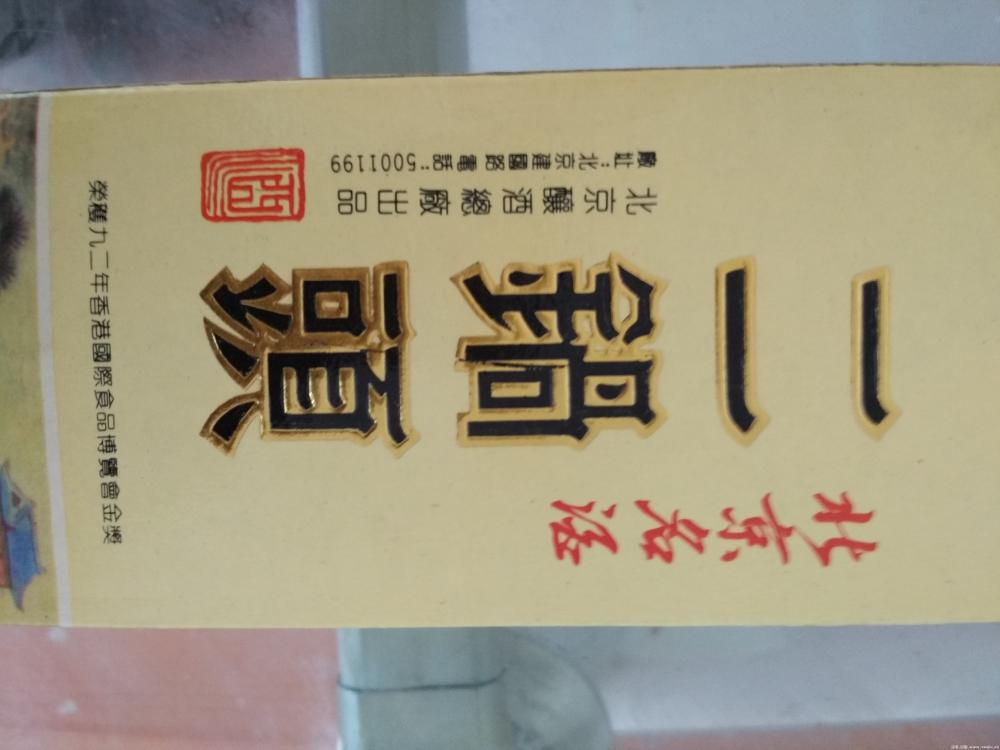 北京名酒
二鍋頭
北京釀酒總廠出品
廠址:北京建國路 電話:5001199
榮獲九二年香港國際食品博覽會金獎